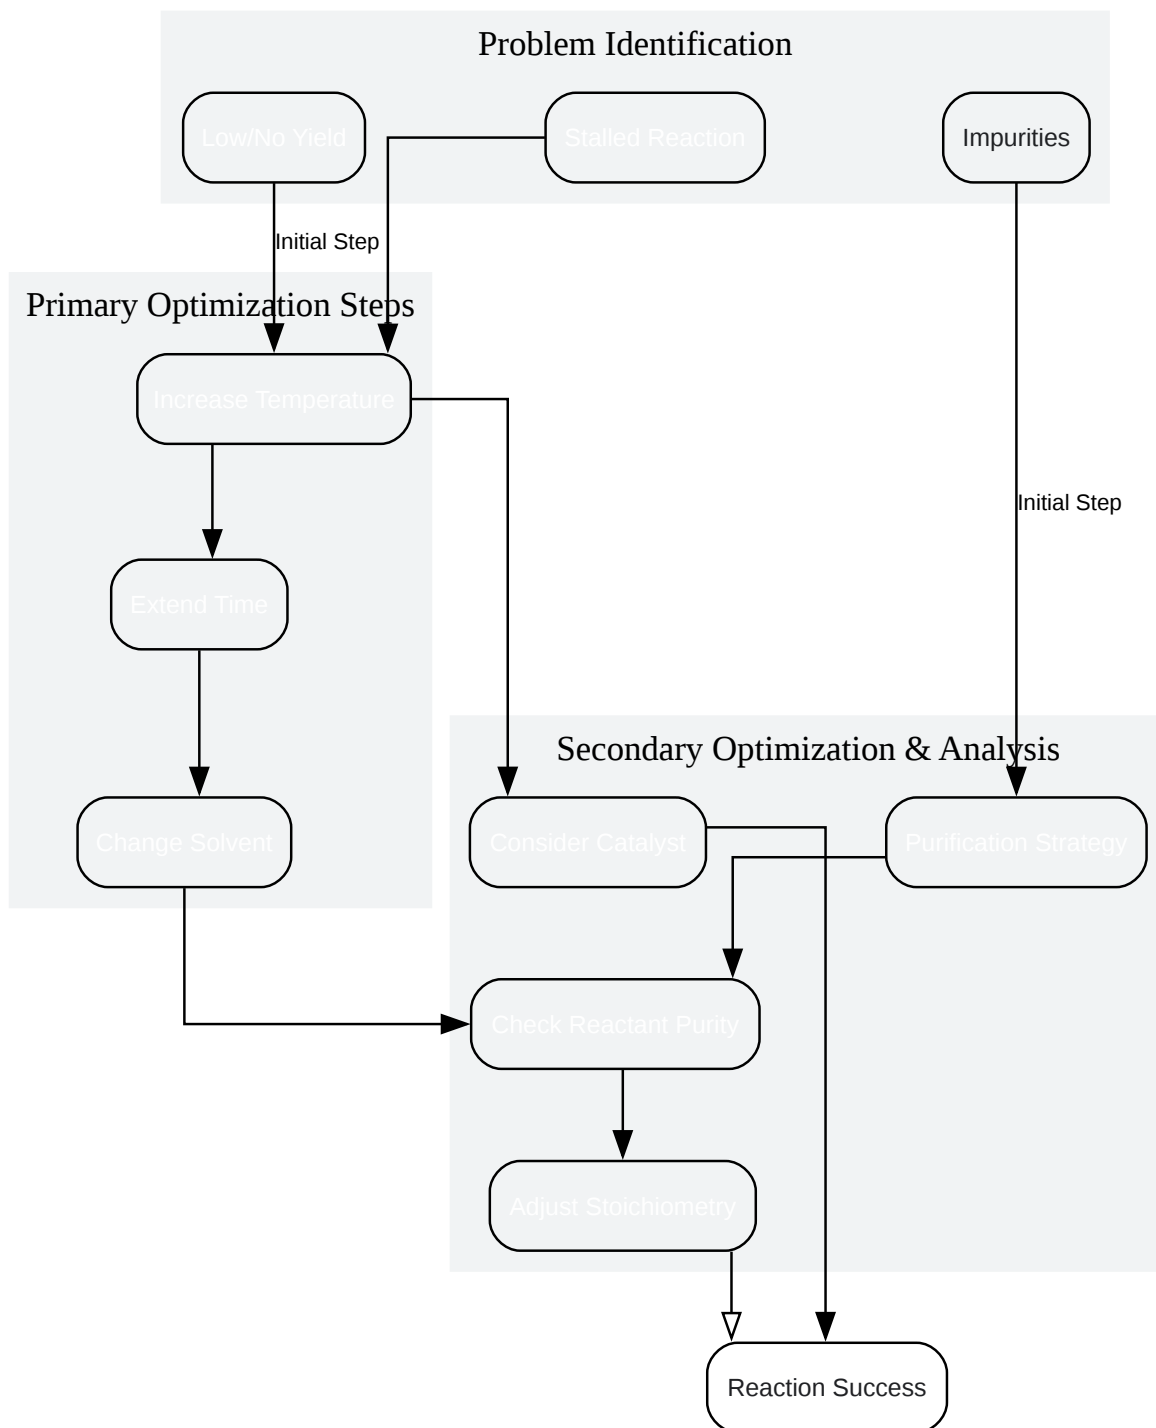 Problem Identification
Low/No Yield
Stalled Reaction
Impurities
Initial Step
Primary Optimization Steps
Increase Temperature
Initial Step
Extend Time
Secondary Optimization & Analysis
Change Solvent
Consider Catalyst
Purification Strategy
Check Reactant Purity
Adjust Stoichiometry
Reaction Success